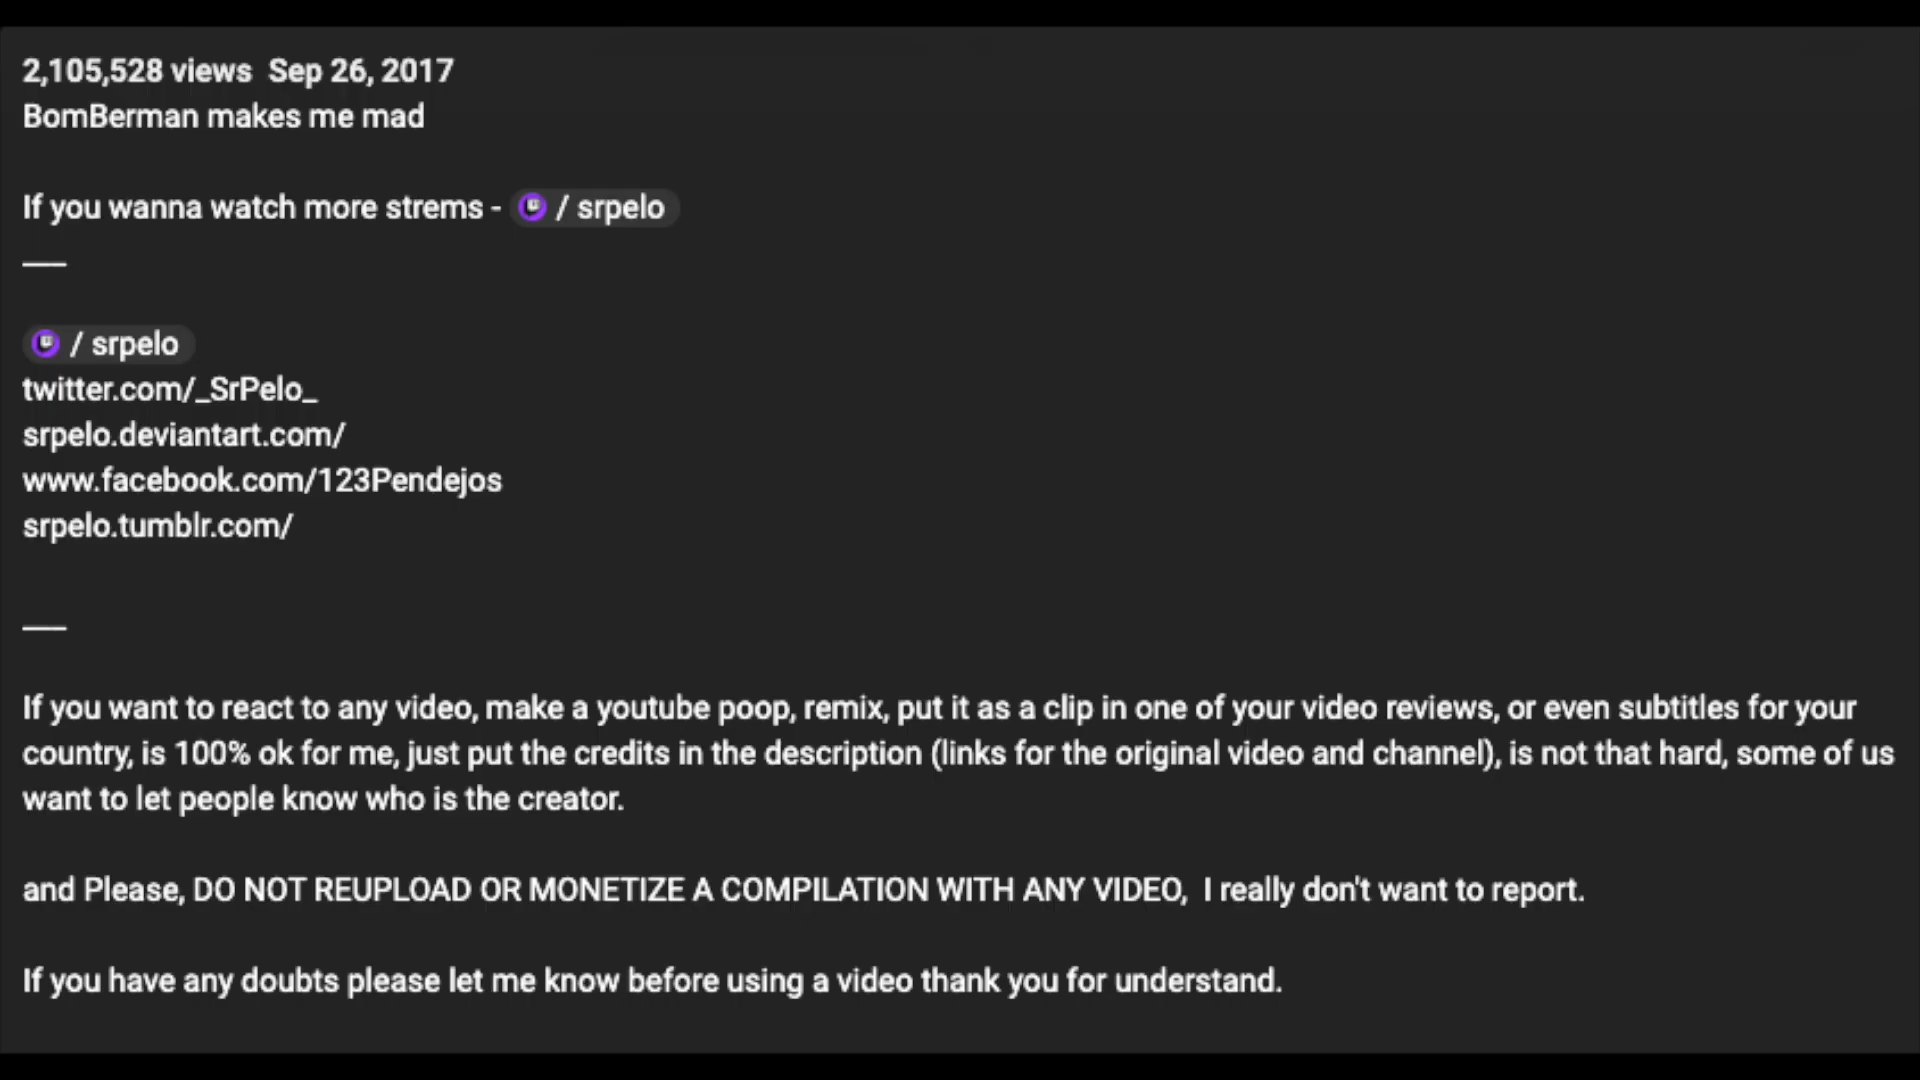 2,105,528 views  Sep 26, 2017
BomBerman makes me mad
If you wanna watch more strems - / srpelo
___
/ srpelo
twitter.com/_SrPelo_
srpelo.deviantart.com/
www.facebook.com/123Pendejos
srpelo.tumblr.com/
___
If you want to react to any video, make a youtube poop, remix, put it as a clip in one of your video reviews, or even subtitles for your
country, is 100% ok for me, just put the credits in the description (links for the original video and channel), is not that hard, some of us
want to let people know who is the creator.
and Please, DO NOT REUPLOAD OR MONETIZE A COMPILATION WITH ANY VIDEO,  I really don't want to report.
If you have any doubts please let me know before using a video thank you for understand.